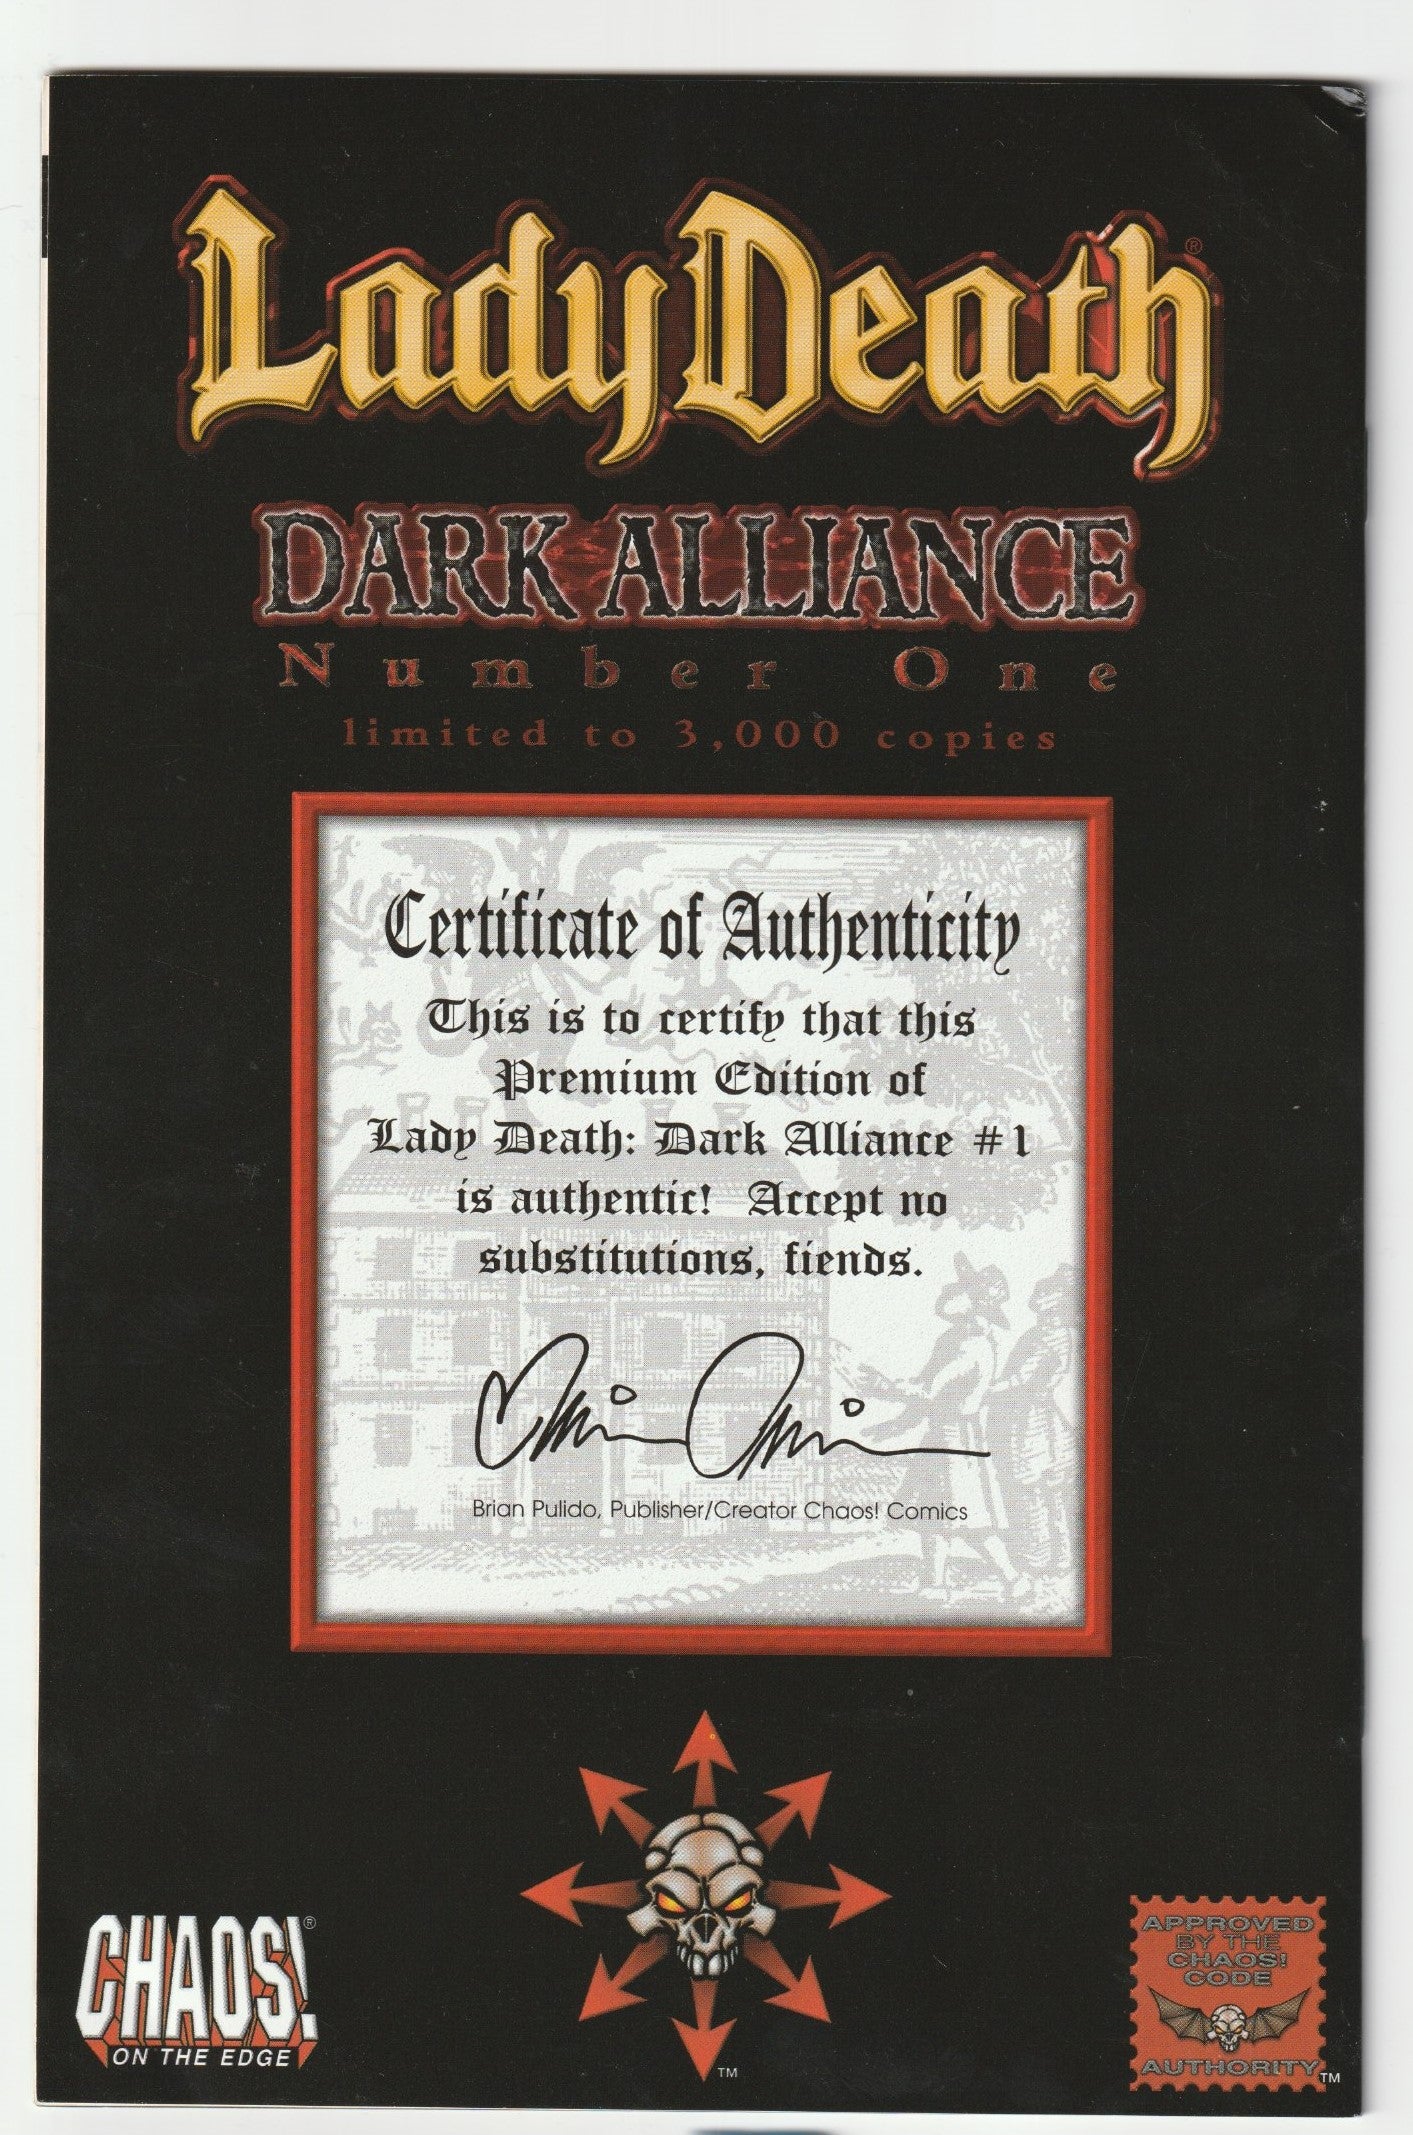 Lady Death®
DARK ALLIANCE
Number One
limited to 3,000 copies
Certificate of Authenticity
This is to certify that this
Premium Edition of
Lady Death: Dark Alliance #1
is authentic! Accept no
substitutions, fiends.
Brian Pulido, Publisher/Creator Chaos! Comics
CHAOS!®
ON THE EDGE
TM
APPROVED
BY THE
CHAOS!
CODE
AUTHORITY
TM